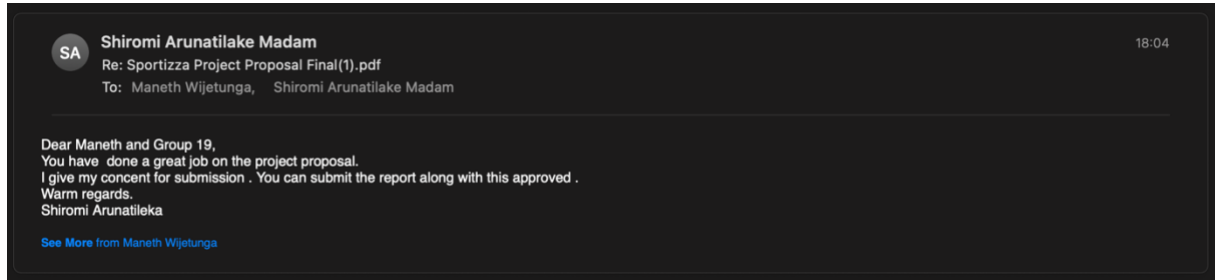 SA
Shiromi Arunatilake Madam
18:04
Re: Sportizza Project Proposal Final(1).pdf
To: Maneth Wijetunga, Shiromi Arunatilake Madam
Dear Maneth and Group 19,
You have  done a great job on the project proposal.
I give my concent for submission . You can submit the report along with this approved .
Warm regards.
Shiromi Arunatileka
See More from Maneth Wijetunga